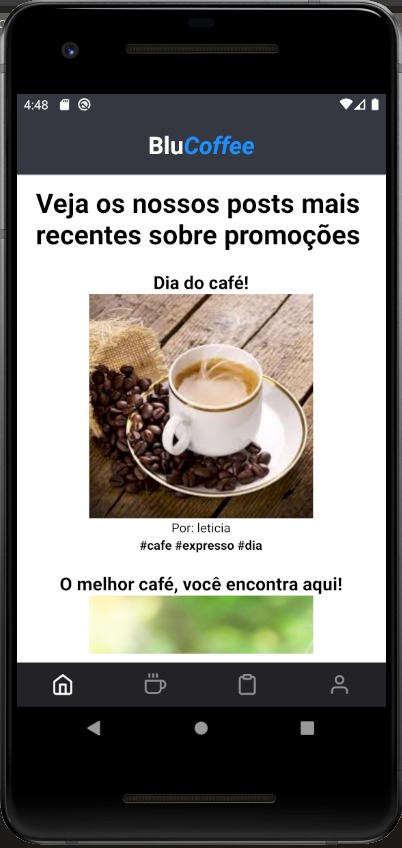 4:48
BluCoffee
Veja os nossos posts mais
recentes sobre promoções
Dia do café!
Por: leticia
#cafe #expresso #dia
O melhor café, você encontra aqui!